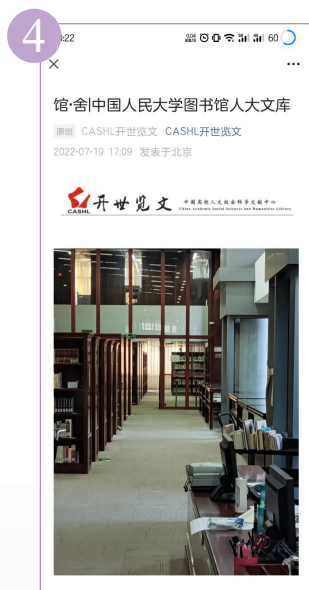 4
:22
0.04
KB/S
60
馆·舍|中国人民大学图书馆人大文库
原创 CASHL开世览文 CASHL开世览文
2022-07-19 17:09 发表于北京
CASHL
开世览文
中国高校人文社会科学文献中心
China Academic Social Sciences and Humanities Library